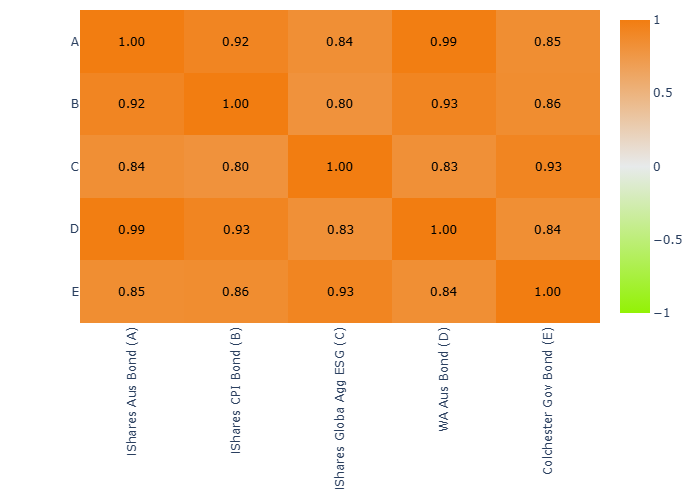 A 1.00 0.92 0.84 0.99 0.85
B 0.92 1.00 0.80 0.93 0.86
C 0.84 0.80 1.00 0.83 0.93
D 0.99 0.93 0.83 1.00 0.84
E 0.85 0.86 0.93 0.84 1.00
IShares Aus Bond (A)
IShares CPI Bond (B)
IShares Globa Agg ESG (C)
WA Aus Bond (D)
Colchester Gov Bond (E)
1
0.5
0
−0.5
−1